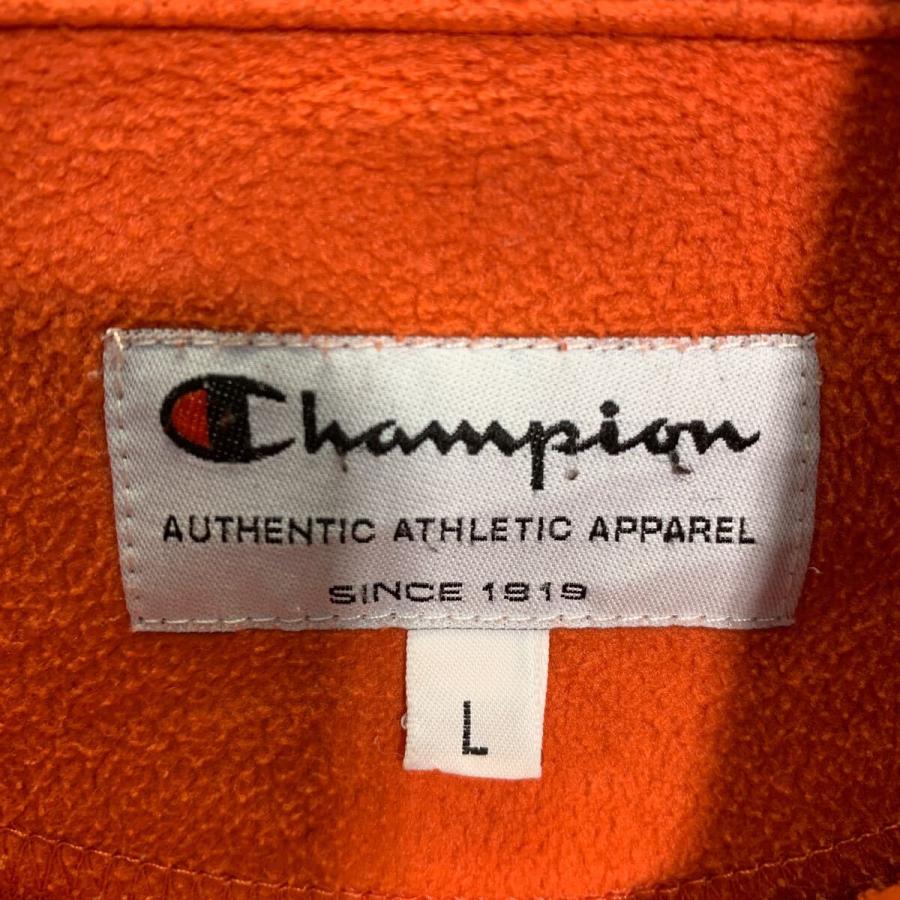 Champion
AUTHENTIC ATHLETIC APPAREL
SINCE 1919
L